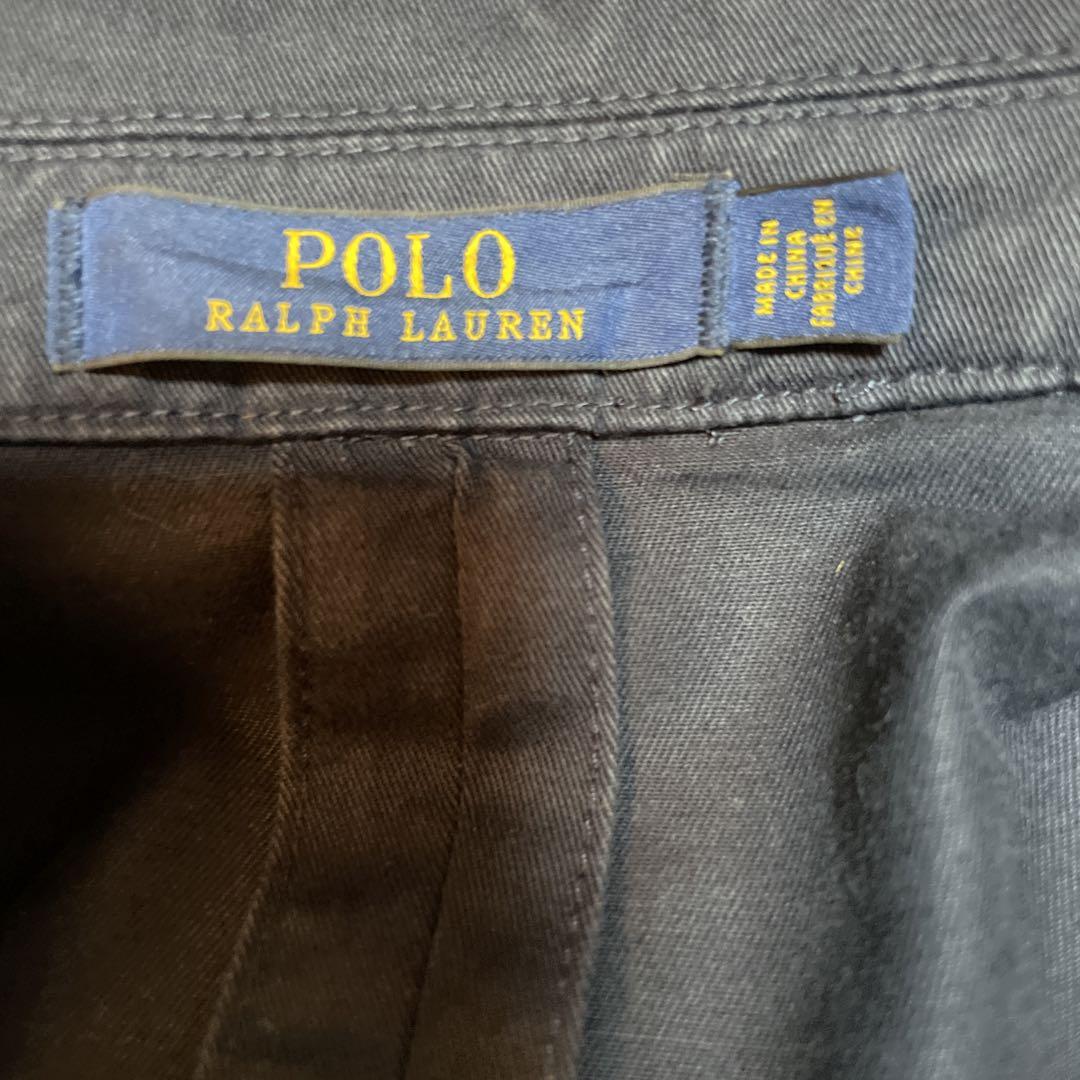 POLO
RALPH LAUREN
MADE IN
CHINA
FABRIQUÉ EN
CHINE